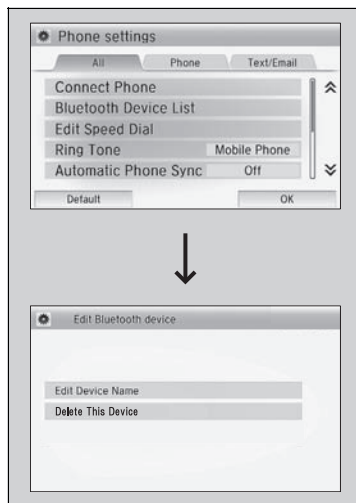 Phone settings
All Phone Text/Email
Connect Phone
Bluetooth Device List
Edit Speed Dial
Ring Tone Mobile Phone
Automatic Phone Sync Off
Default OK
Edit Bluetooth device
Edit Device Name
Delete This Device